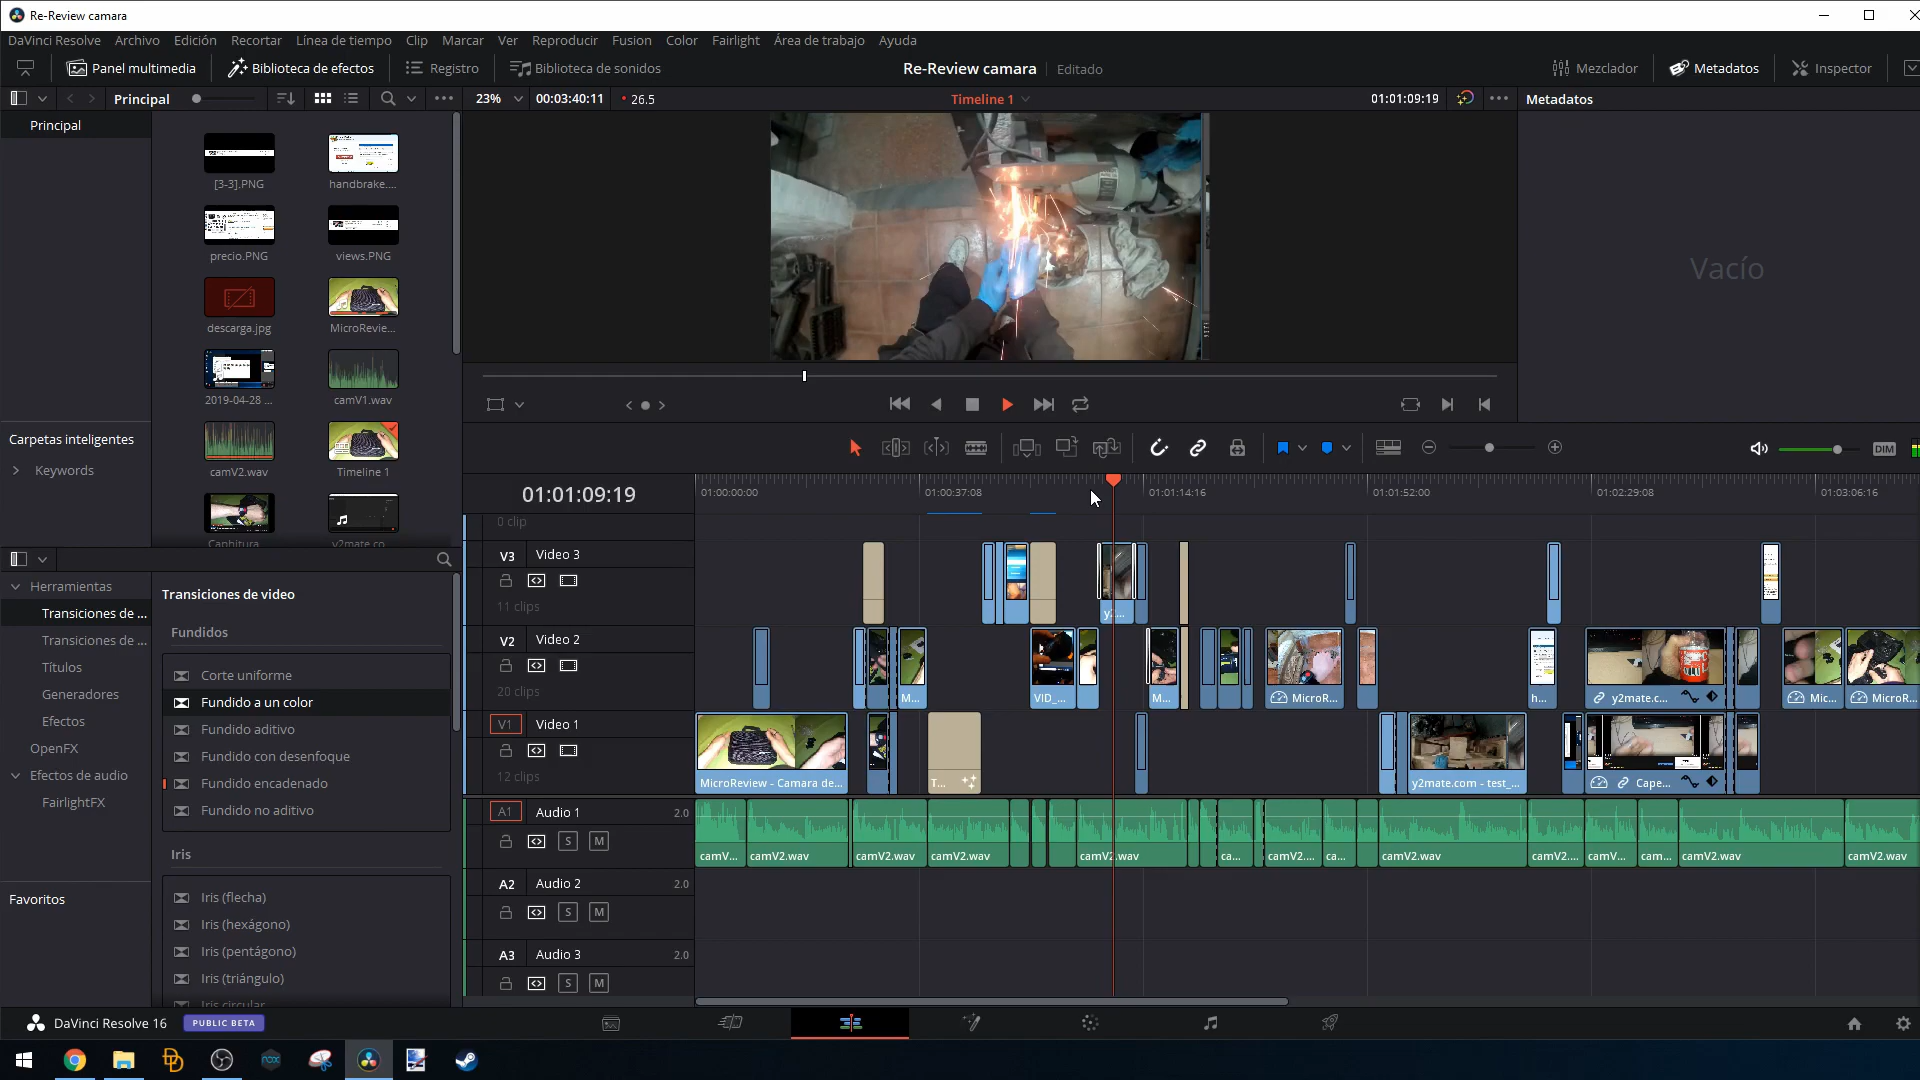 Re-Review camara
DaVinci Resolve Archivo Edición Recortar Línea de tiempo Clip Marcar Ver Reproducir Fusion Color Fairlight Área de trabajo Ayuda
Panel multimedia Biblioteca de efectos Registro Biblioteca de sonidos Re-Review camara Editado Mezclador Metadatos Inspector
Principal 23% 00:03:40:11 26.5 Timeline 1 01:01:09:19 Metadatos
Principal
[3-3].PNG handbrake....
precio.PNG views.PNG
Vacío
descarga.jpg MicroRevie...
2019-04-28 ... camV1.wav
Carpetas inteligentes
Keywords
camV2.wav Timeline 1
DIM
01:01:09:19 01:00:00:00 01:00:37:08 01:01:14:16 01:01:52:00 01:02:29:08 01:03:06:16
0 clip
V3 Video 3
11 clips
y2...
V2 Video 2
20 clips
M... VID_... M... MicroR... h... y2mate.c... Mic... MicroR...
V1 Video 1
12 clips
MicroReview - Camara de... T... y2mate.com - test_... Cape...
A1 Audio 1 2.0
S M
camV... camV2.wav camV2.wav camV2.wav camV2.wav ca... camV2.... ca... camV2.wav camV2.... camV... cam... camV2.wav camV2.wav
A2 Audio 2 2.0
S M
A3 Audio 3 2.0
S M
Herramientas
Transiciones de ...
Transiciones de ...
Títulos
Generadores
Efectos
OpenFX
Efectos de audio
FairlightFX
Favoritos
Transiciones de video
Fundidos
Corte uniforme
Fundido a un color
Fundido aditivo
Fundido con desenfoque
Fundido encadenado
Fundido no aditivo
Iris
Iris (flecha)
Iris (hexágono)
Iris (pentágono)
Iris (triángulo)
Iris circular
DaVinci Resolve 16 PUBLIC BETA